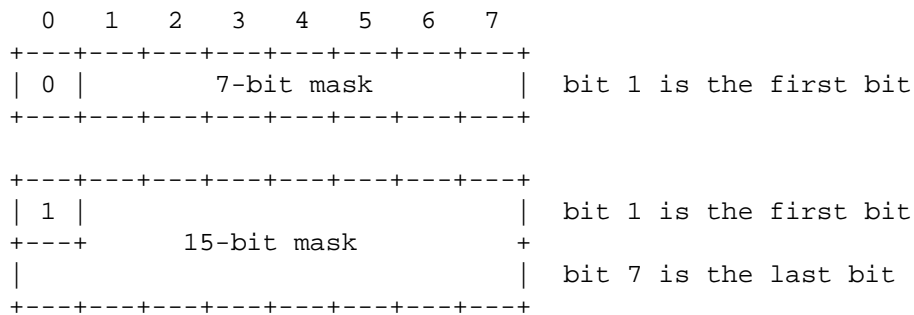 0   1   2   3   4   5   6   7
+---+---+---+---+---+---+---+---+
| 0 |       7-bit mask          |  bit 1 is the first bit
+---+---+---+---+---+---+---+---+

+---+---+---+---+---+---+---+---+
| 1 |                           |  bit 1 is the first bit
+---+      15-bit mask          +
|                               |  bit 7 is the last bit
+---+---+---+---+---+---+---+---+